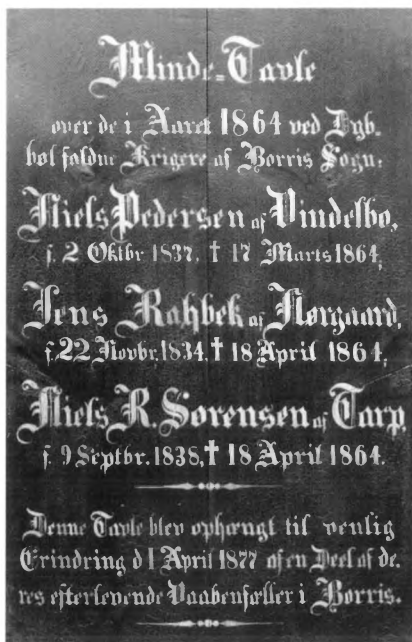 Minde=Tavle
over de i Aaret 1864 ved Dyb-
bøl faldne Krigere af Borris Sogn:
Niels Pedersen af Vindelbo,
f. 2 Oktbr 1837, † 17 Marts 1864,
Jens Rahbek af Nørgaard,
f. 22 Novbr. 1834, † 18 April 1864,
Niels R. Sørensen af Tarp,
f. 9 Septbr. 1838, † 18 April 1864.
Denne Tavle blev ophængt til venlig
Erindring d 1 April 1877 af en Deel af de-
res efterlevende Vaabenfæller i Borris.